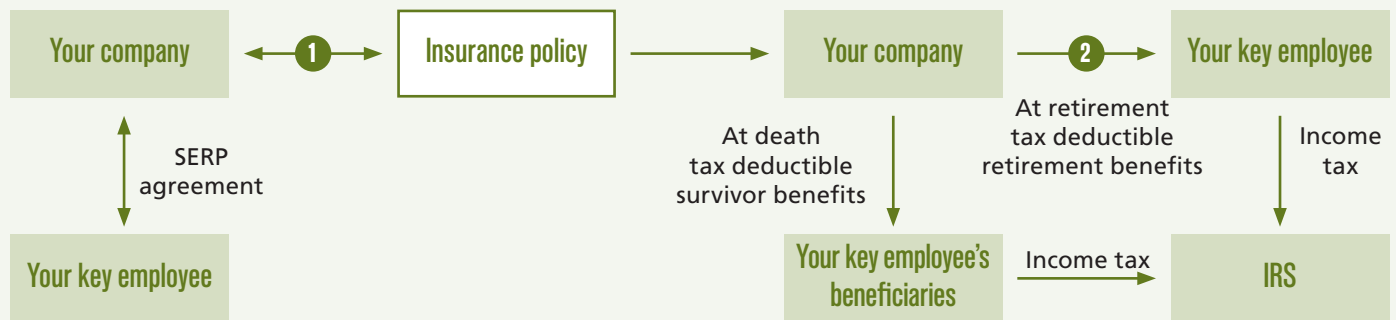 Your company
1
Insurance policy
Your company
2
Your key employee
SERP
agreement
At death
tax deductible
survivor benefits
At retirement
tax deductible
retirement benefits
Income
tax
Your key employee
Your key employee's
beneficiaries
Income tax
IRS